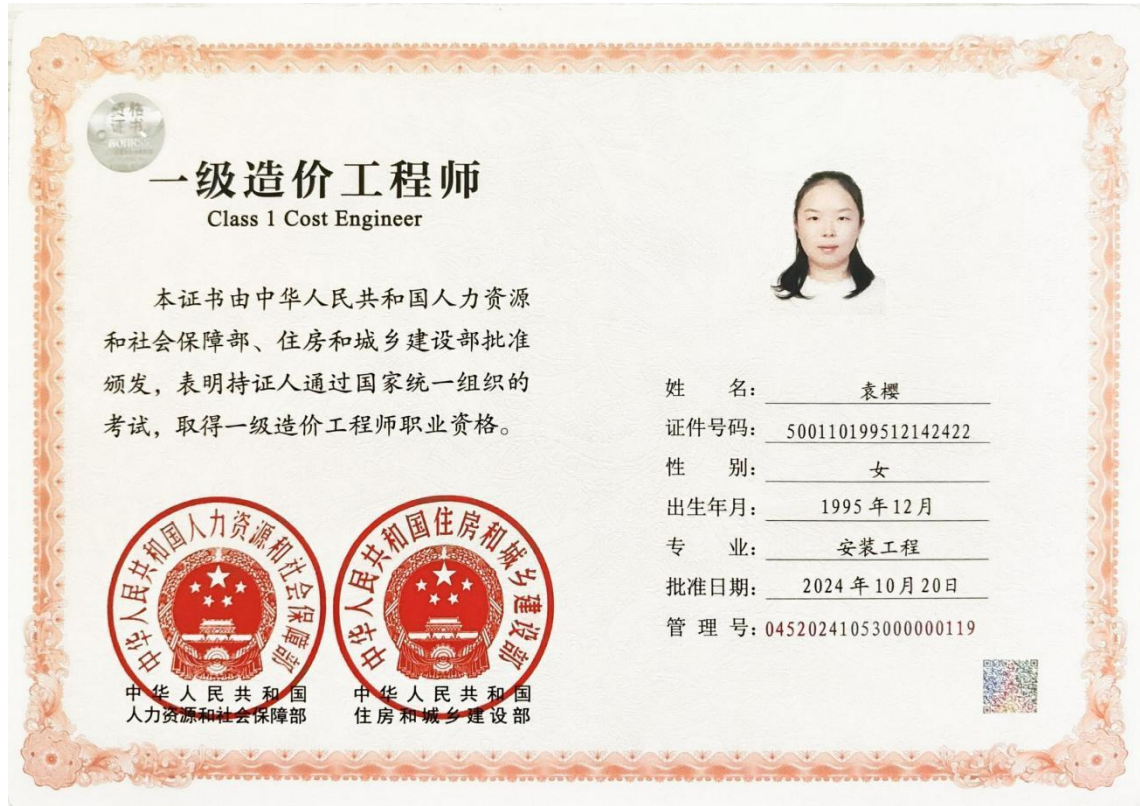 资格
证书
一级造价工程师
Class 1 Cost Engineer
本证书由中华人民共和国人力资源
和社会保障部、住房和城乡建设部批准
颁发，表明持证人通过国家统一组织的
考试，取得一级造价工程师职业资格。
中华人民共和国人力资源和社会保障部
中华人民共和国住房和城乡建设部
中华人民共和国
人力资源和社会保障部
中华人民共和国
住房和城乡建设部
姓 名： 袁樱
证件号码： 500110199512142422
性 别： 女
出生年月： 1995年12月
专 业： 安装工程
批准日期： 2024年10月20日
管 理 号： 04520241053000000119